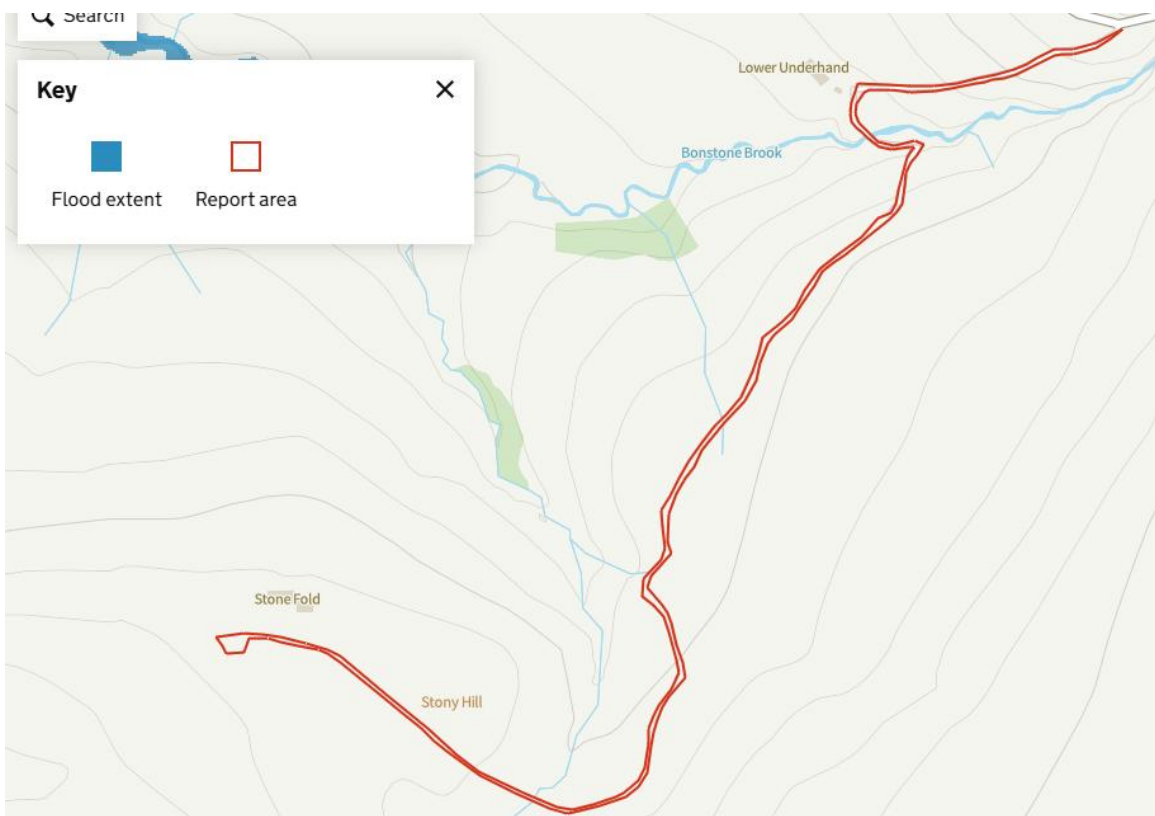 Search
Key
Flood extent
Report area
Lower Underhand
Bonstone Brook
Stone Fold
Stony Hill